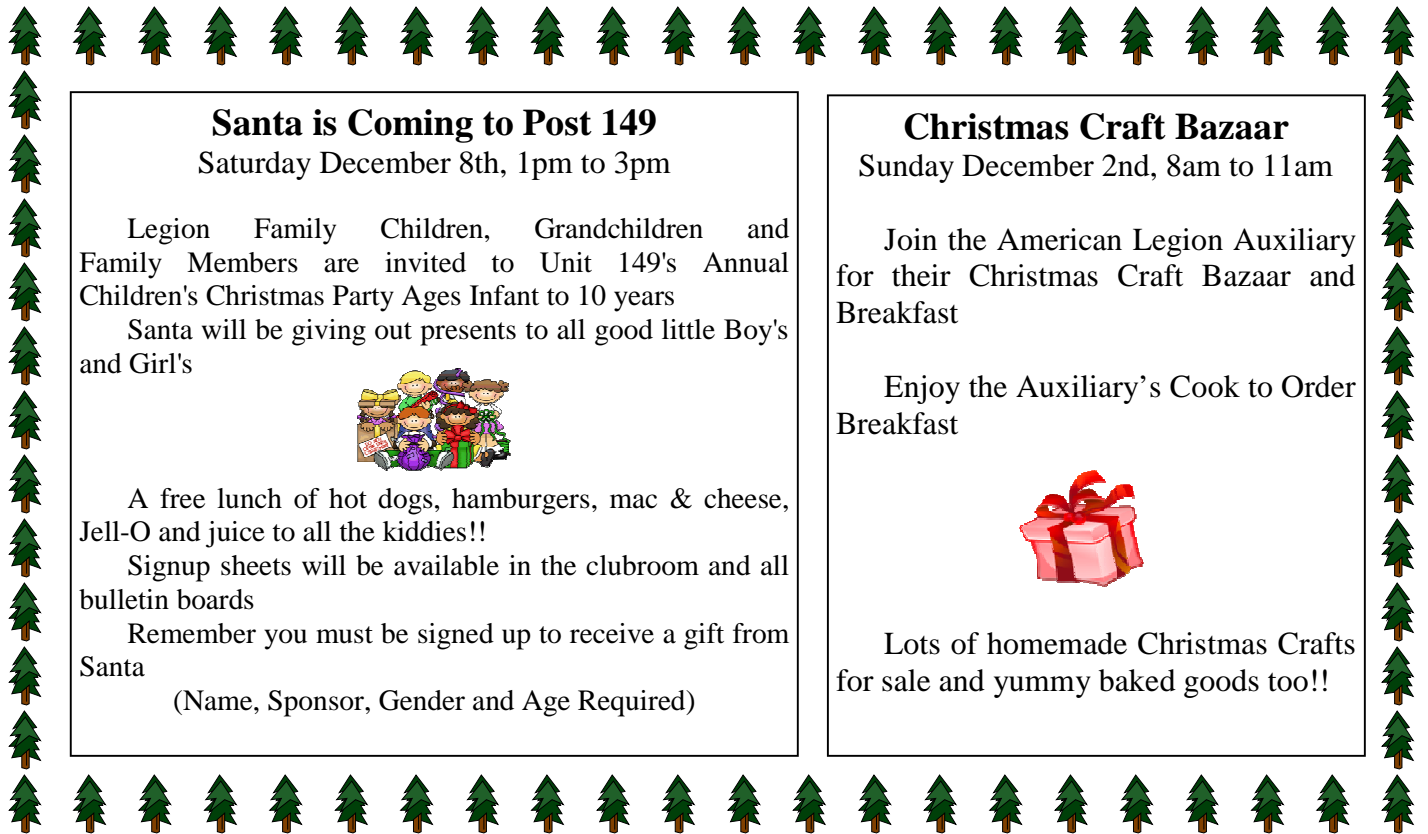 Santa is Coming to Post 149
Saturday December 8th, 1pm to 3pm
Legion Family Children, Grandchildren and
Family Members are invited to Unit 149's Annual
Children's Christmas Party Ages Infant to 10 years
Santa will be giving out presents to all good little Boy's
and Girl's
A free lunch of hot dogs, hamburgers, mac & cheese,
Jell-O and juice to all the kiddies!!
Signup sheets will be available in the clubroom and all
bulletin boards
Remember you must be signed up to receive a gift from
Santa
(Name, Sponsor, Gender and Age Required)
Christmas Craft Bazaar
Sunday December 2nd, 8am to 11am
Join the American Legion Auxiliary
for their Christmas Craft Bazaar and
Breakfast
Enjoy the Auxiliary’s Cook to Order
Breakfast
Lots of homemade Christmas Crafts
for sale and yummy baked goods too!!